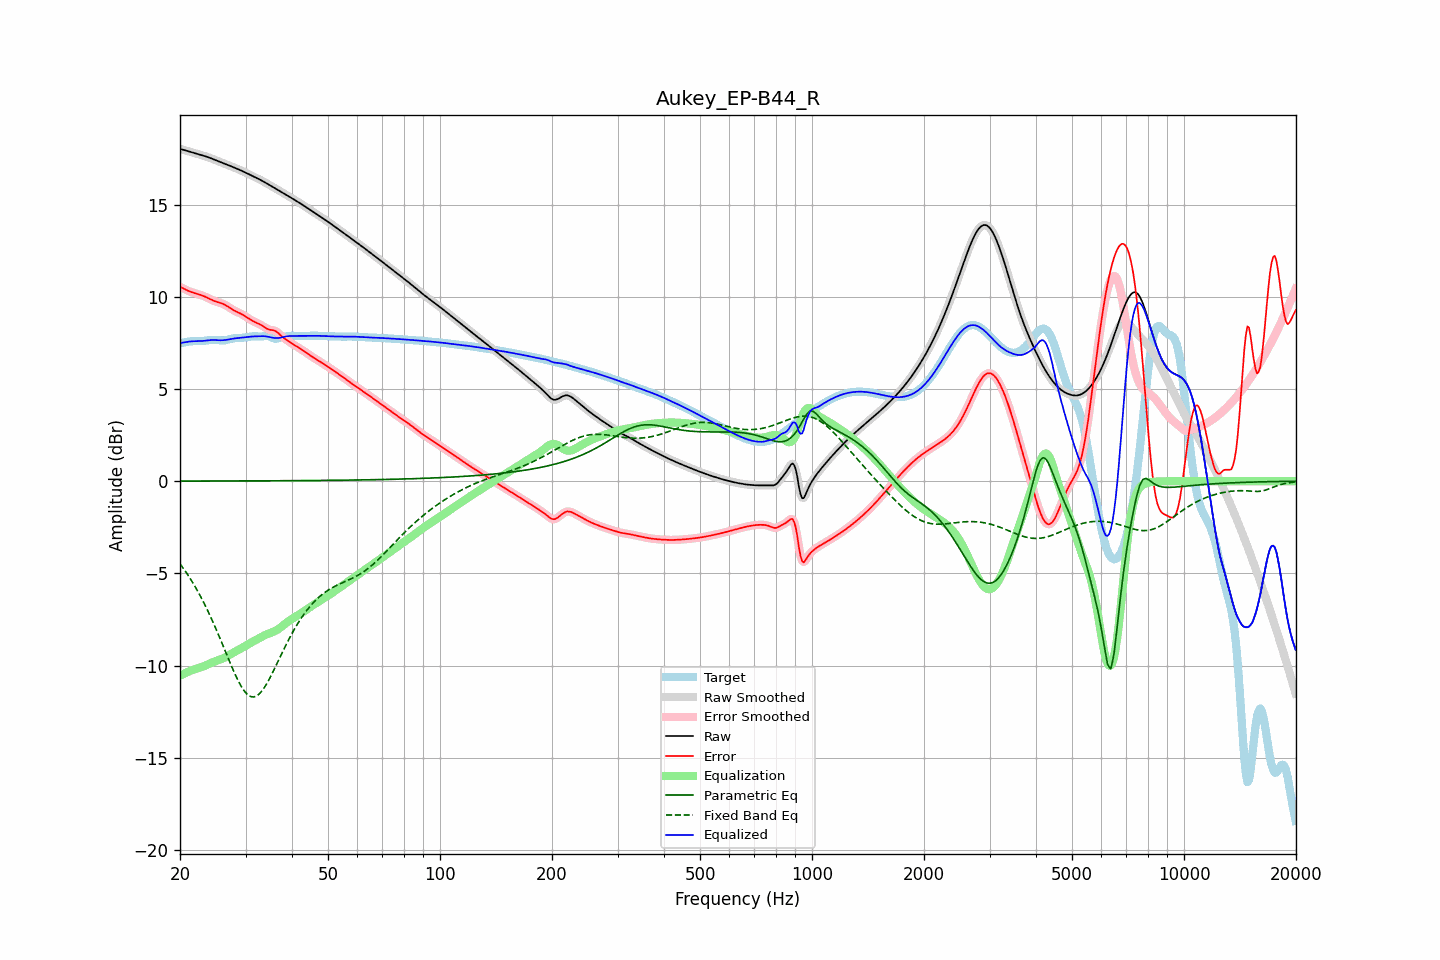 Aukey_EP-B44_R
Amplitude (dBr)
15
10
5
0
−5
−10
−15
−20
Target
Raw Smoothed
Error Smoothed
Raw
Error
Equalization
Parametric Eq
Fixed Band Eq
Equalized
20 50 100 200 500 1000 2000 5000 10000 20000
Frequency (Hz)